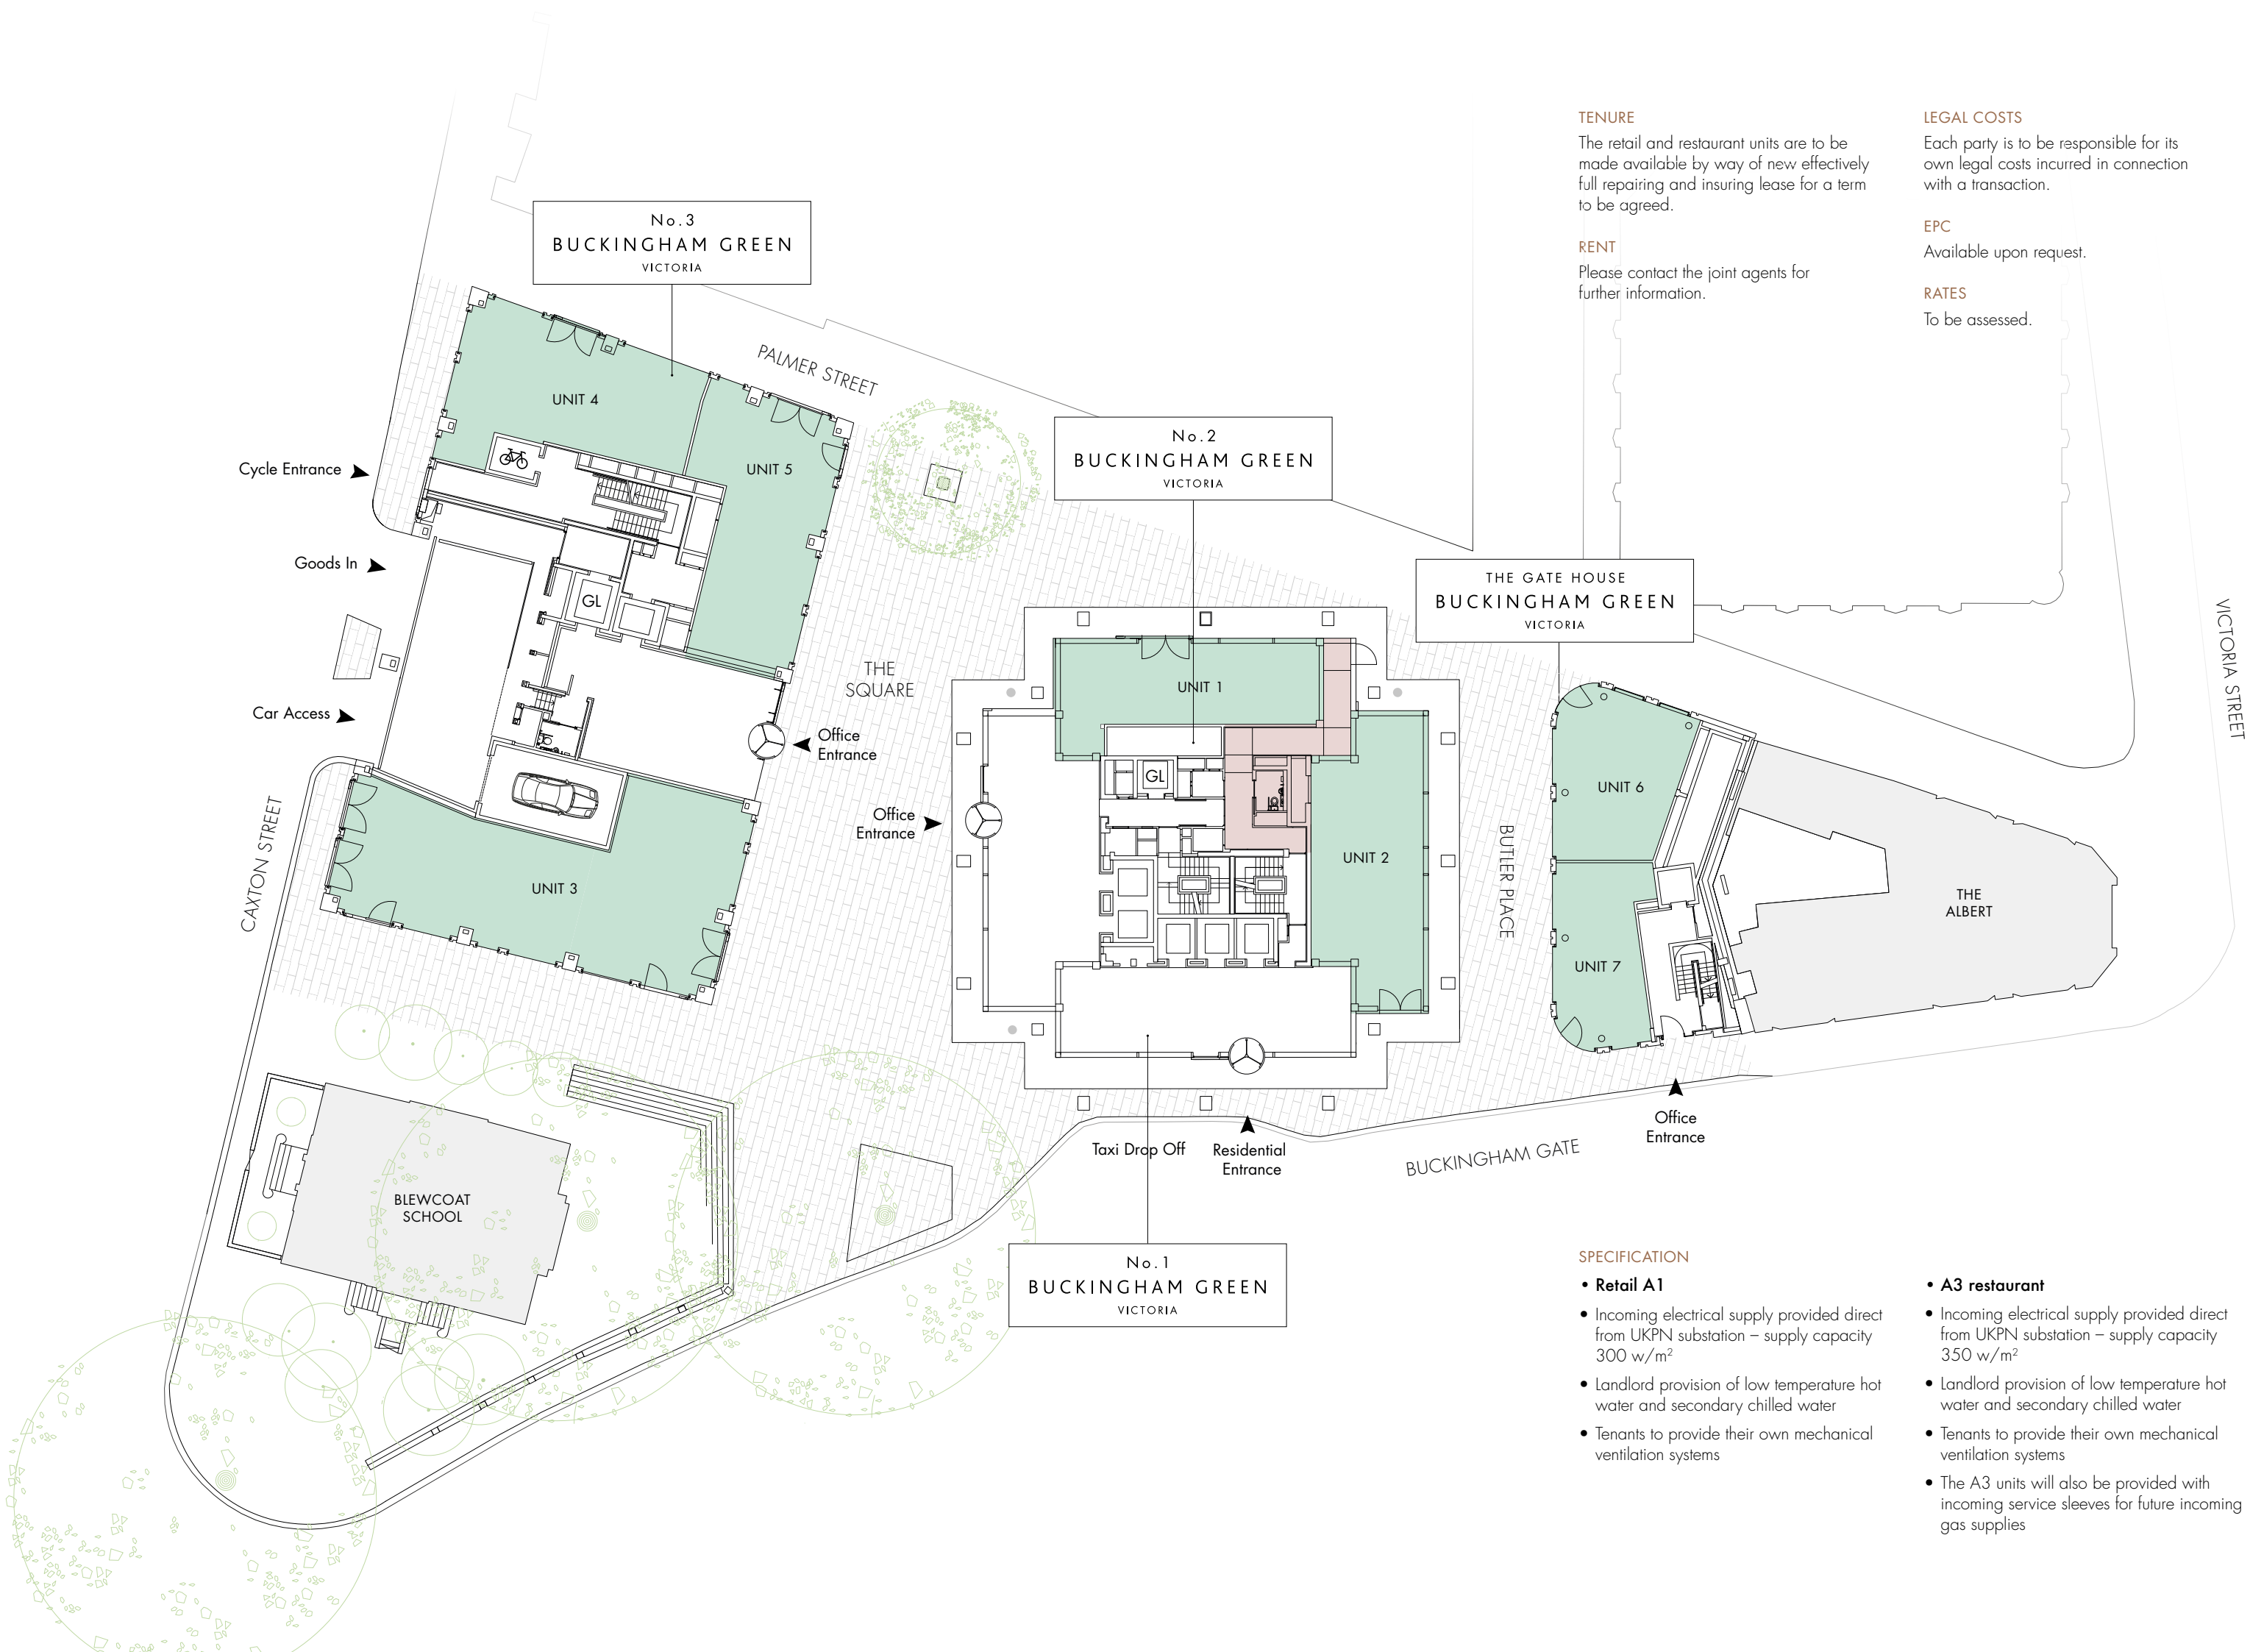 TENURE
The retail and restaurant units are to be
made available by way of new effectively
full repairing and insuring lease for a term
to be agreed.
RENT
Please contact the joint agents for
further information.
LEGAL COSTS
Each party is to be responsible for its
own legal costs incurred in connection
with a transaction.
EPC
Available upon request.
RATES
To be assessed.
No.3
BUCKINGHAM GREEN
VICTORIA
PALMER STREET
UNIT 4
UNIT 5
Cycle Entrance
Goods In
GL
Car Access
Office
Entrance
CAXTON STREET
UNIT 3
THE
SQUARE
No.2
BUCKINGHAM GREEN
VICTORIA
UNIT 1
GL
Office
Entrance
UNIT 2
BUTLER PLACE
THE GATE HOUSE
BUCKINGHAM GREEN
VICTORIA
VICTORIA STREET
UNIT 6
UNIT 7
THE
ALBERT
Office
Entrance
Taxi Drop Off
Residential
Entrance
BUCKINGHAM GATE
BLEWCOAT
SCHOOL
No.1
BUCKINGHAM GREEN
VICTORIA
SPECIFICATION
• Retail A1
• Incoming electrical supply provided direct
from UKPN substation – supply capacity
300 w/m²
• Landlord provision of low temperature hot
water and secondary chilled water
• Tenants to provide their own mechanical
ventilation systems
• A3 restaurant
• Incoming electrical supply provided direct
from UKPN substation – supply capacity
350 w/m²
• Landlord provision of low temperature hot
water and secondary chilled water
• Tenants to provide their own mechanical
ventilation systems
• The A3 units will also be provided with
incoming service sleeves for future incoming
gas supplies